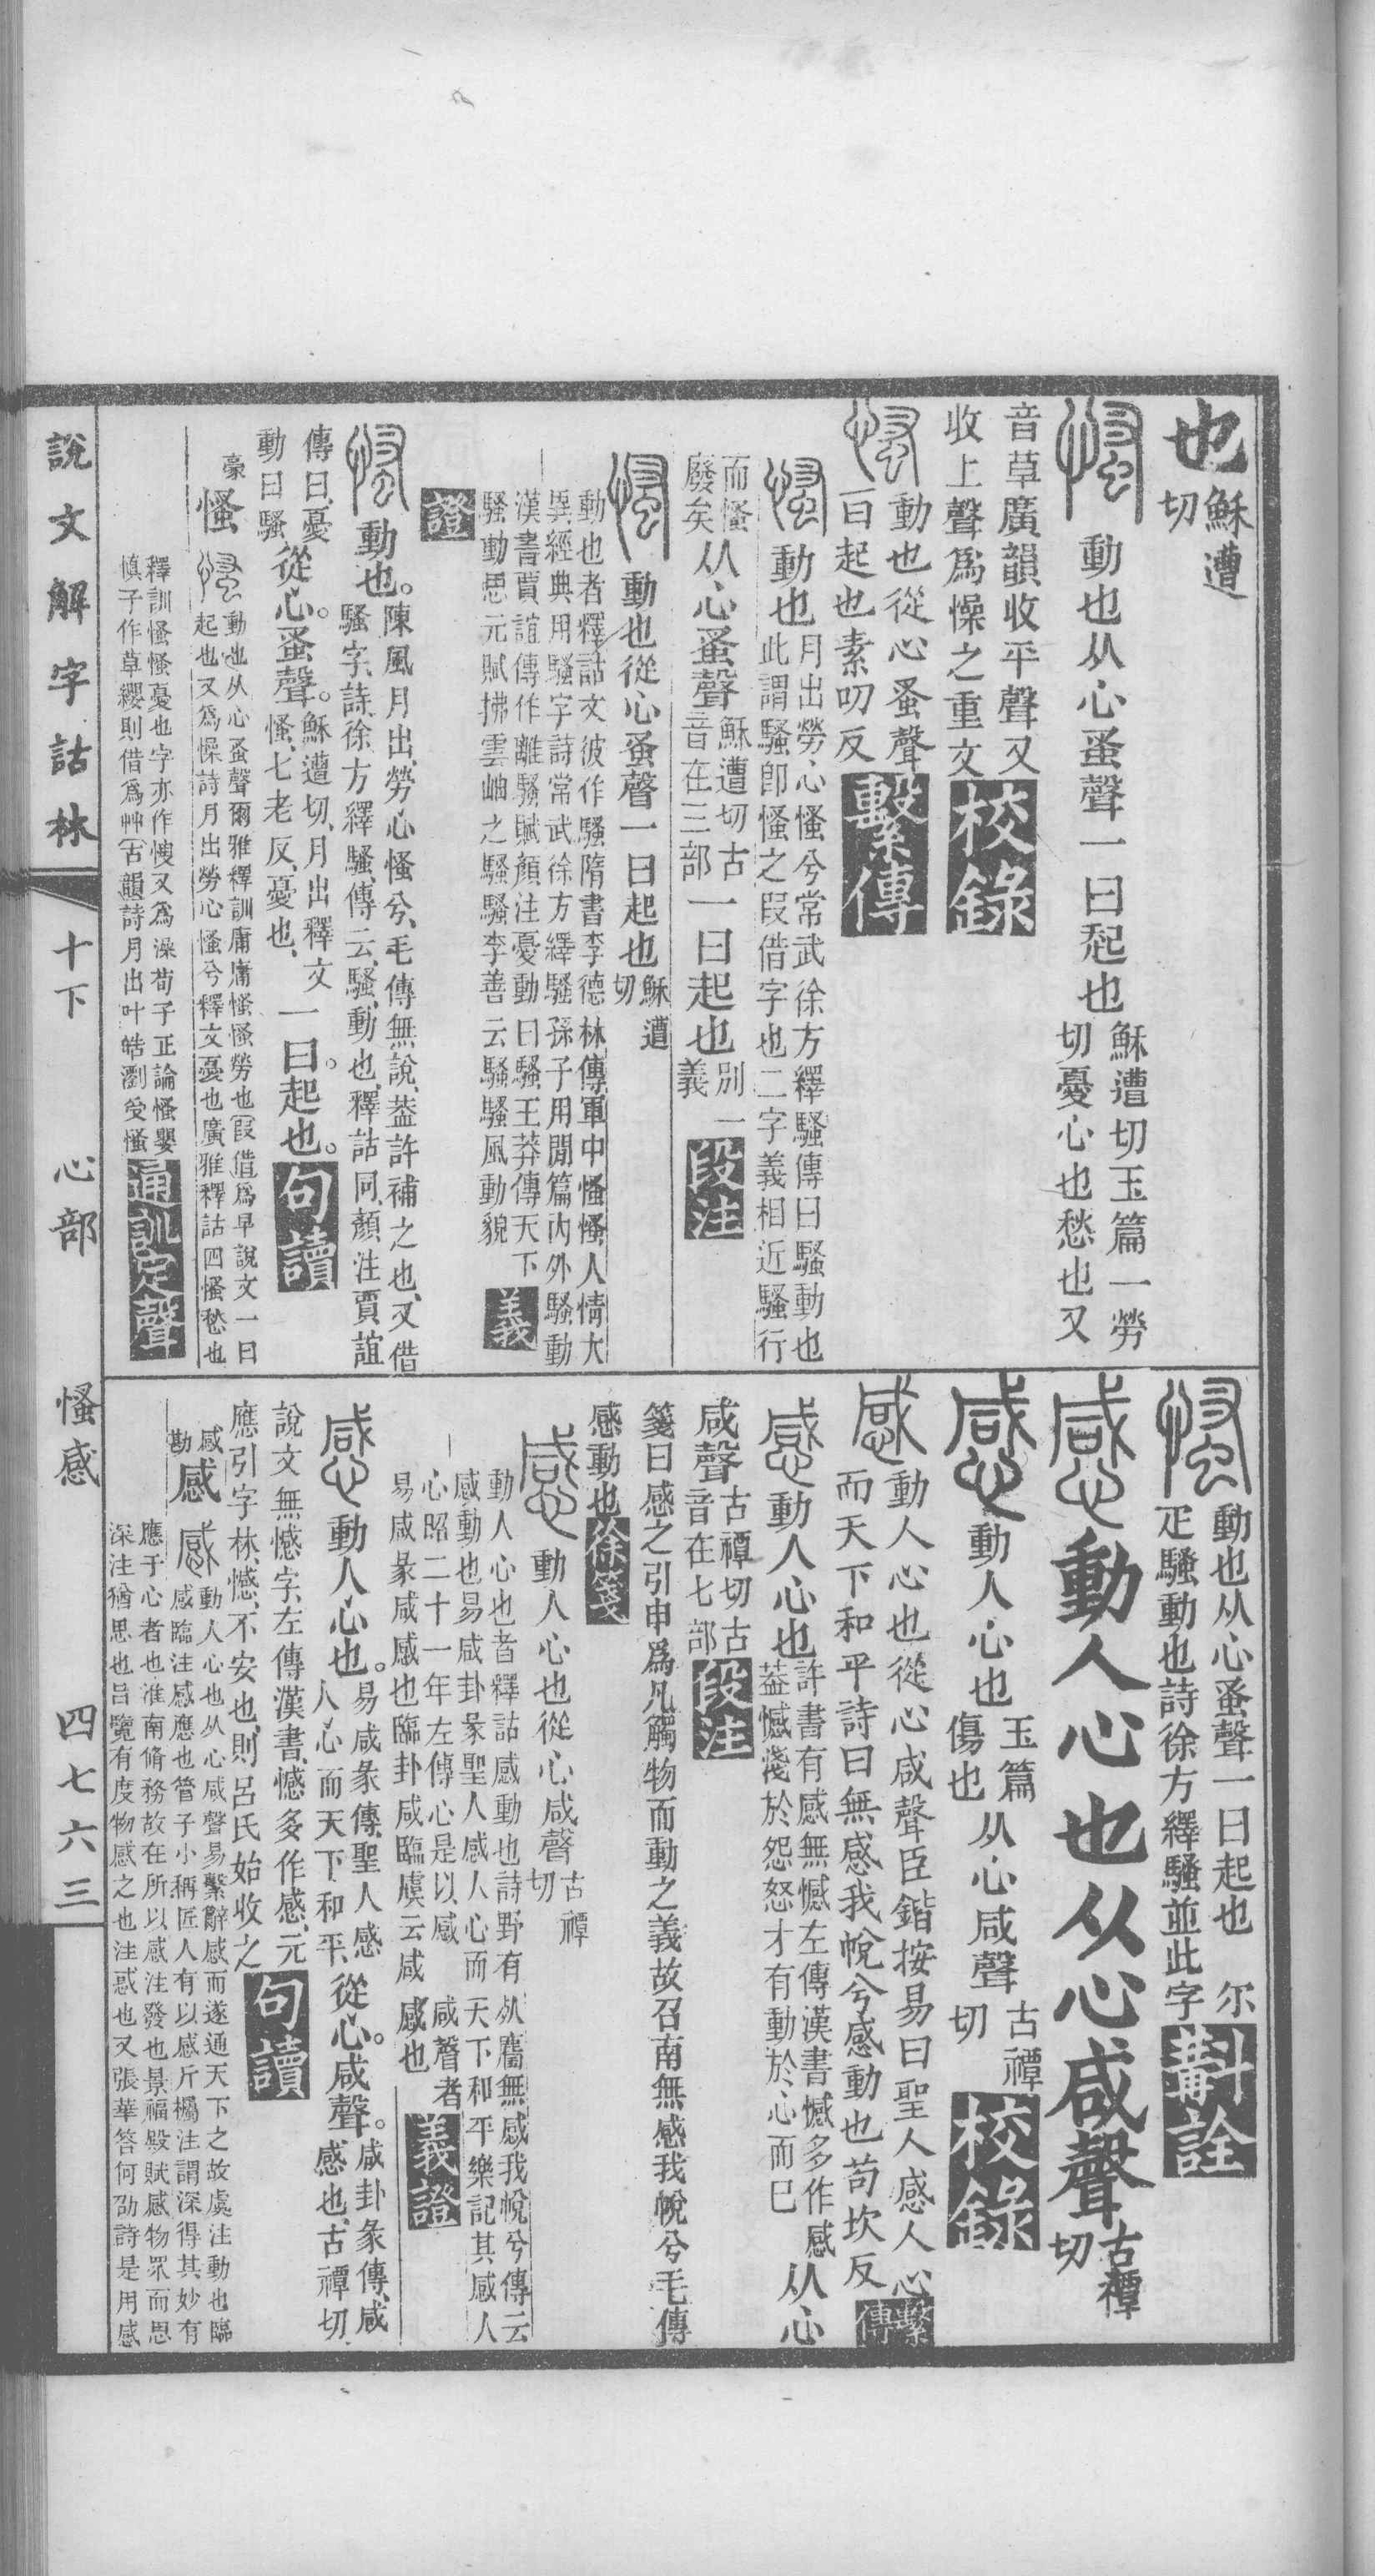 也穌遭切
慅動也从心蚤聲一曰起也穌遭切玉篇一勞切憂心也愁也又
音草廣韻收平聲又收上聲爲懆之重文校錄
慅動也從心蚤聲一曰起也素叨反繫傳
慅動也月出勞心慅兮常武徐方繹騷傳曰騷動也此謂騷卽慅之叚借字也二字義相近騷行
而慅廢矣从心蚤聲穌遭切古音在三部一曰起也別一義段注
慅動也從心蚤聲一曰起也穌遭切
動也者釋詁文彼作騷隋書李德林傳軍中慅慅人情大
異經典用騷字詩常武徐方繹騷孫子用閒篇內外騷動
漢書賈誼傳作離騷賦顏注憂動曰騷王莽傳天下
騷動思元賦拂雲岫之騷騷李善云騷騷風動貌義
證
慅動也。陳風月出、勞心慅兮、毛傳無說、葢許補之也、又借騷字、詩、徐方繹騷、傳云、騷、動也、釋詁同、顏注賈誼
傳曰、憂動曰騷從心。蚤聲。穌遭切、月出釋文慅、七老反、憂也、一曰。起也。句讀
豪慅慅動也从心蚤聲爾雅釋訓庸庸慅慅勞也叚借爲早說文一曰起也又爲懆詩月出勞心慅兮釋文憂也廣雅釋詁四慅愁也
釋訓慅慅憂也字亦作愯又爲澡荀子正論慅嬰
愼子作草纓則借爲艸古韻詩月出叶皓瀏受慅通訓定聲
慅動也从心蚤聲一曰起也 尒疋騷動也詩徐方繹騷並此字斠詮
感動人心也从心咸聲古禫切
感動人心也玉篇傷也从心咸聲古禫切校錄
感動人心也從心咸聲臣鍇按易曰聖人感人心而天下和平詩曰無感我帨兮感動也苟坎反繫傳
感動人心也許書有感無憾左傳漢書憾多作感葢憾淺於怨怒才有動於心而巳从心
咸聲古禫切古音在七部段注
箋曰感之引申爲凡觸物而動之義故召南無感我帨兮毛傳
感動也徐箋
感動人心也從心咸聲古禫切
動人心也者釋詁感動也詩野有死麕無感我帨兮傳云
感動也易咸卦彖聖人感人心而天下和平樂記其感人
心昭二十一年左傳心是以感 咸聲者
易咸彖咸感也臨卦咸臨虞云咸感也義證
感動人心也。易咸彖傳、聖人感人心而天下和平、從心。咸聲。咸卦彖傳、咸感也、古禫切
說文無憾字、左傳漢書、憾多作感、元
應引字林、憾、不安也、則呂氏始收之句讀
感勘感感動人心也从心咸聲易繫辭感而遂通天下之故虞注動也臨
感臨注感應也管子小稱匠人有以感斤欘注謂深得其妙有
應于心者也淮南脩務故在所以感注發也景福殿賦感物眾而思
深注猶思也呂覽有度物感之也注惑也又張華答何劭詩是用感
說文解字詁林 十下 心部 慅感 四七六三